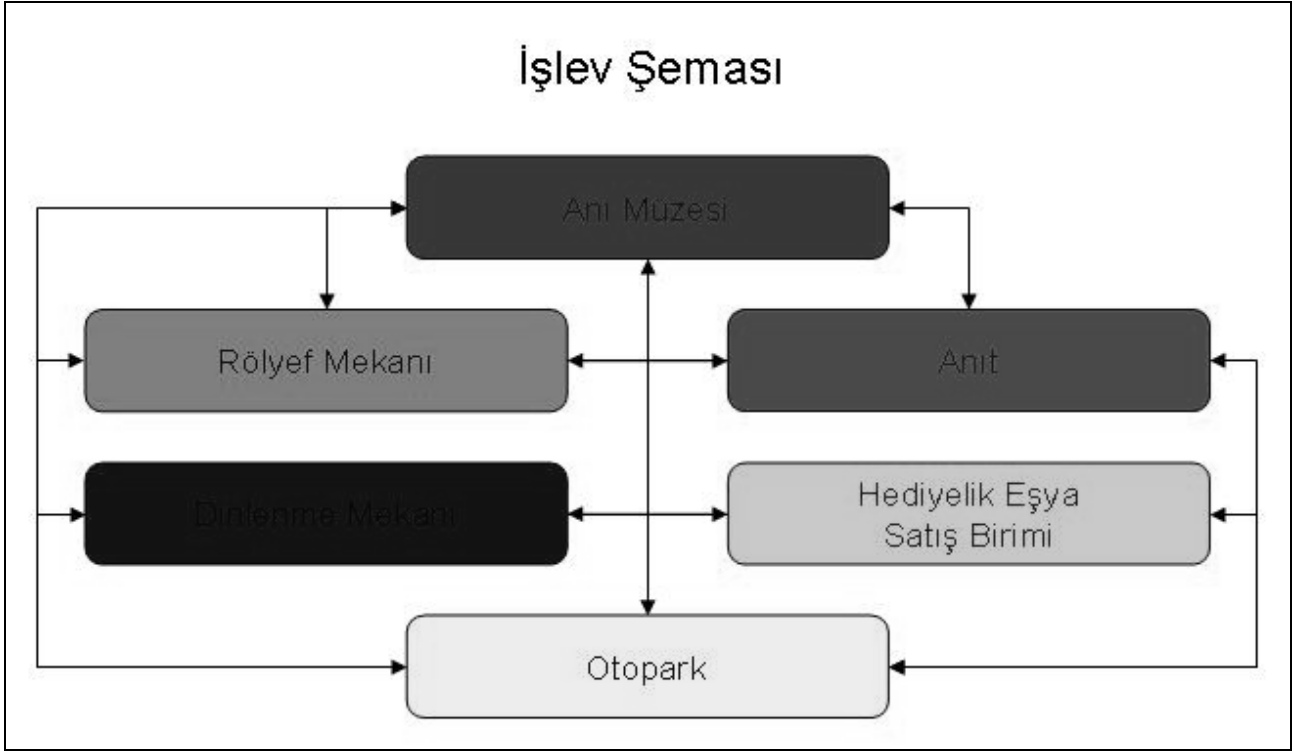 İşlev Şeması
Anı Müzesi
Rölyef Mekanı
Anıt
Dinlenme Mekanı
Hediyelik Eşya
Satış Birimi
Otopark